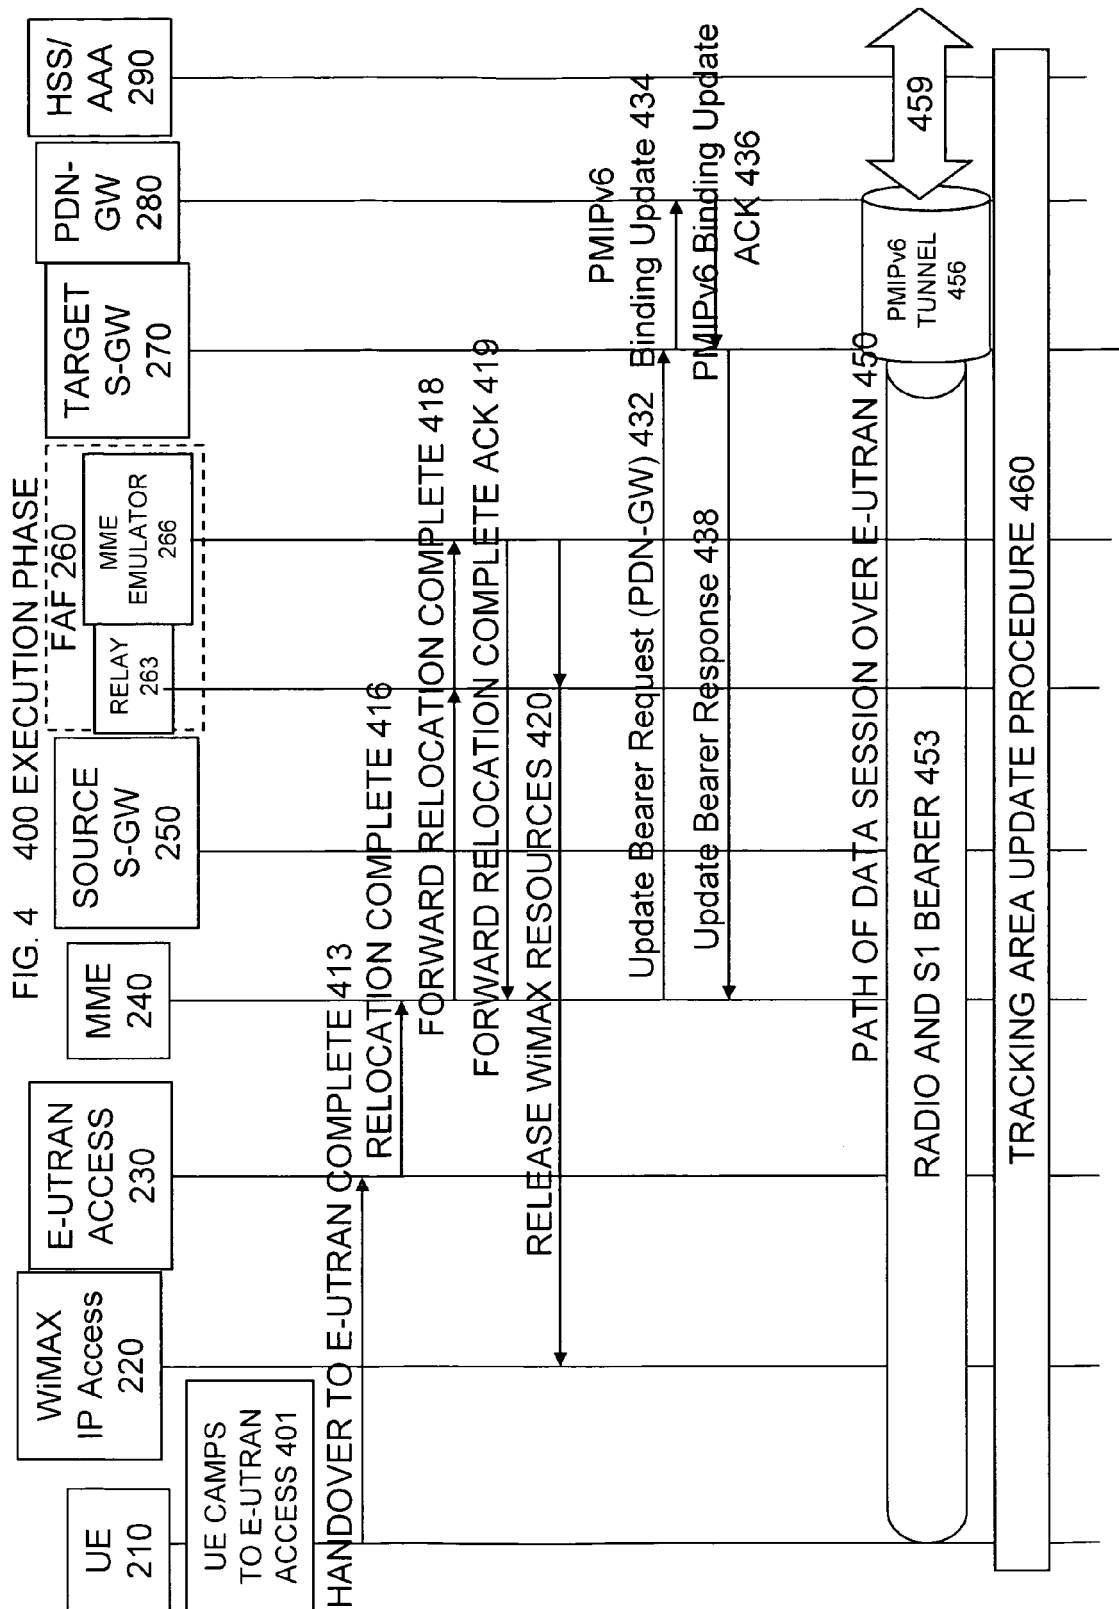 FIG. 4 400 EXECUTION PHASE
UE
210
WiMAX
IP Access
220
E-UTRAN
ACCESS
230
MME
240
SOURCE
S-GW
250
FAF 260
RELAY
263
MME
EMULATOR
266
TARGET
S-GW
270
PDN-
GW
280
HSS/
AAA
290
UE CAMPS
TO E-UTRAN
ACCESS 401
HANDOVER TO E-UTRAN COMPLETE 413
RELOCATION COMPLETE 416
FORWARD RELOCATION COMPLETE 418
FORWARD RELOCATION COMPLETE ACK 419
RELEASE WiMAX RESOURCES 420
Update Bearer Request (PDN-GW) 432
PMIPv6
Binding Update 434
PMIPv6 Binding Update
ACK 436
Update Bearer Response 438
PATH OF DATA SESSION OVER E-UTRAN 450
RADIO AND S1 BEARER 453
PMIPv6
TUNNEL
456
459
TRACKING AREA UPDATE PROCEDURE 460